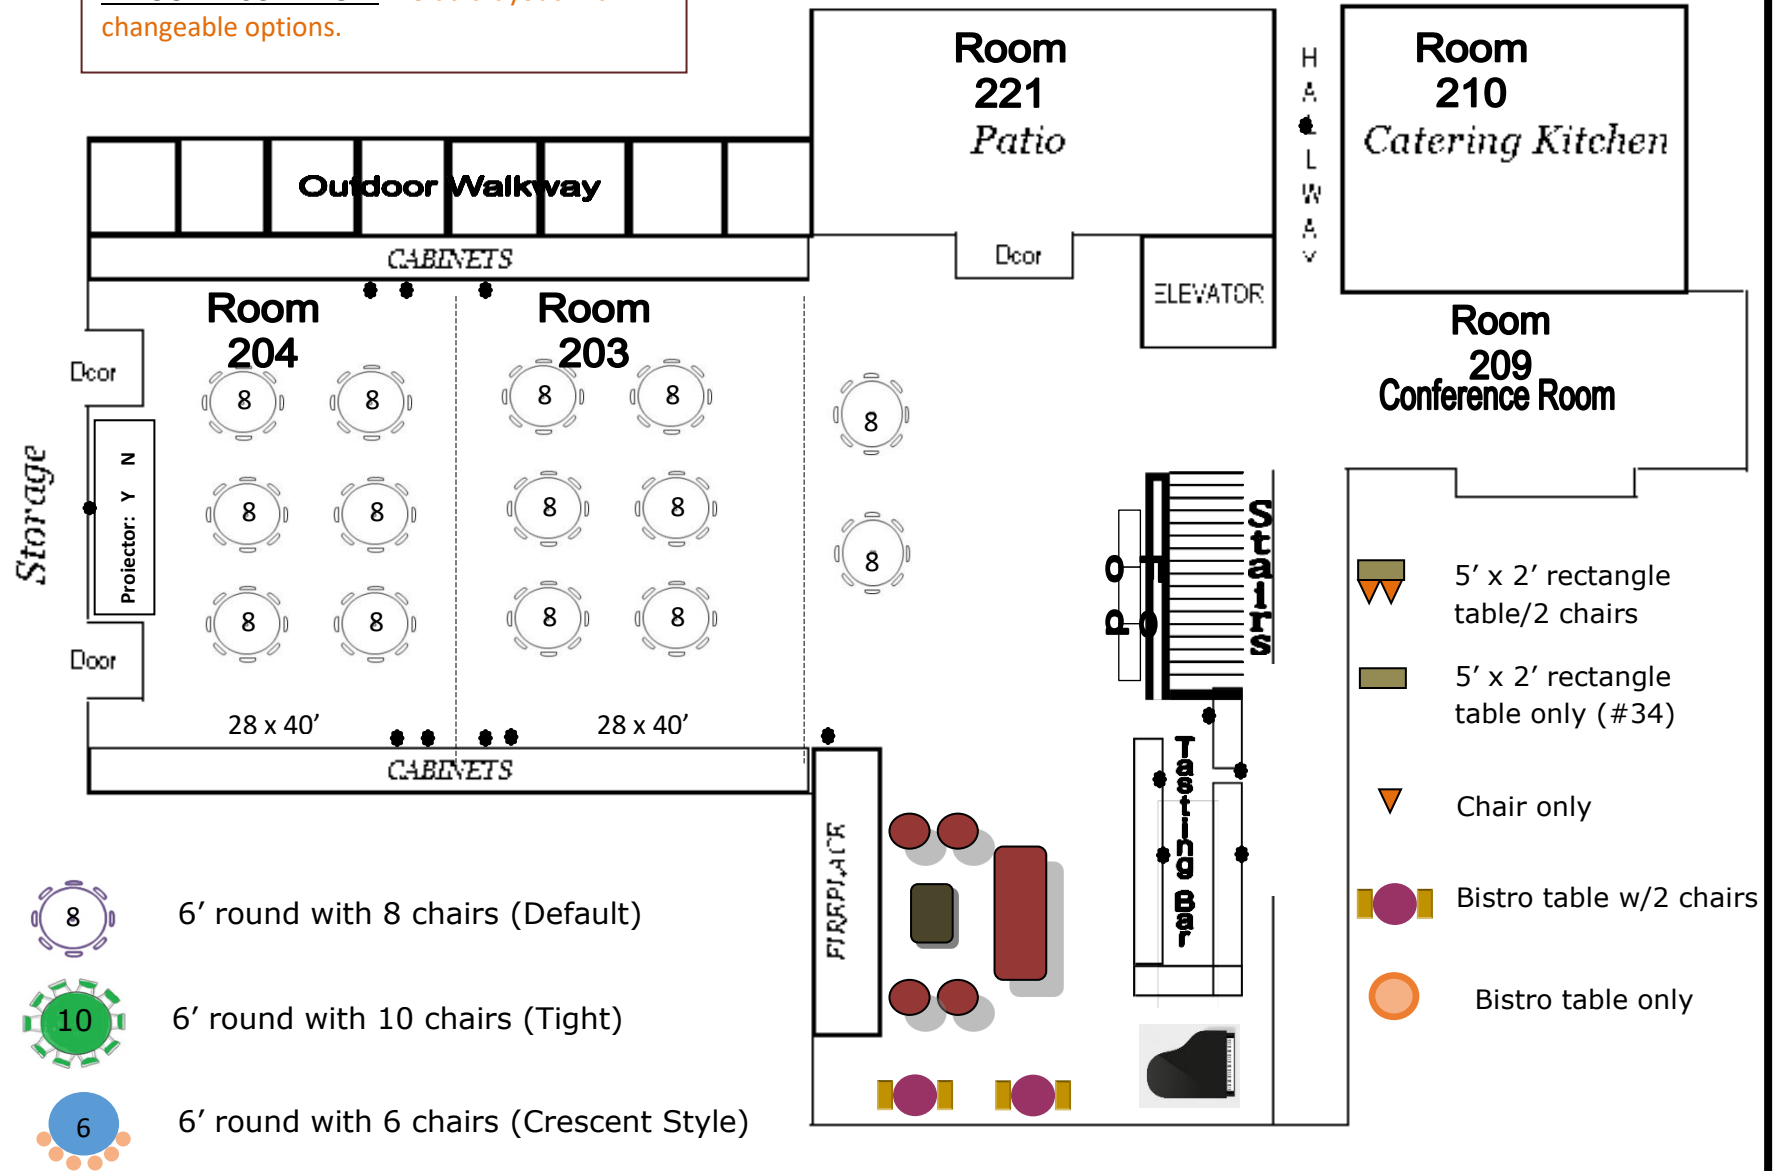 changeable options.
Room
221
Patio
HALLWAY
Room
210
Catering Kitchen
Outdoor Walkway
CABINETS
Door
ELEVATOR
Room
204
Room
203
Room
209
Conference Room
Door
8 8 8 8 8
8 8 8 8 8
8 8 8 8
Storage
Proiector: Y N
Stairs
Door
28 x 40’
28 x 40’
CABINETS
FIREPLACE
Tasting Bar
5’ x 2’ rectangle
table/2 chairs
5’ x 2’ rectangle
table only (#34)
Chair only
Bistro table w/2 chairs
Bistro table only
8
6’ round with 8 chairs (Default)
10
6’ round with 10 chairs (Tight)
6
6’ round with 6 chairs (Crescent Style)